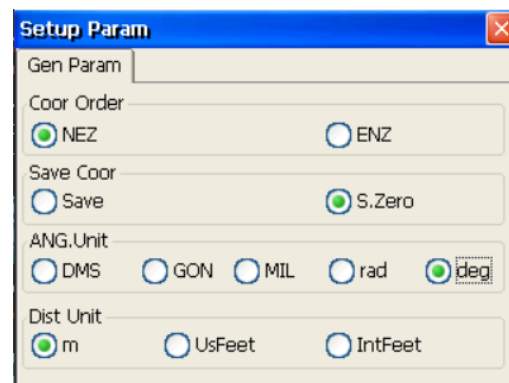 Setup Param
Gen Param
Coor Order
NEZ ENZ
Save Coor
Save S.Zero
ANG.Unit
DMS GON MIL rad deg
Dist Unit
m UsFeet IntFeet